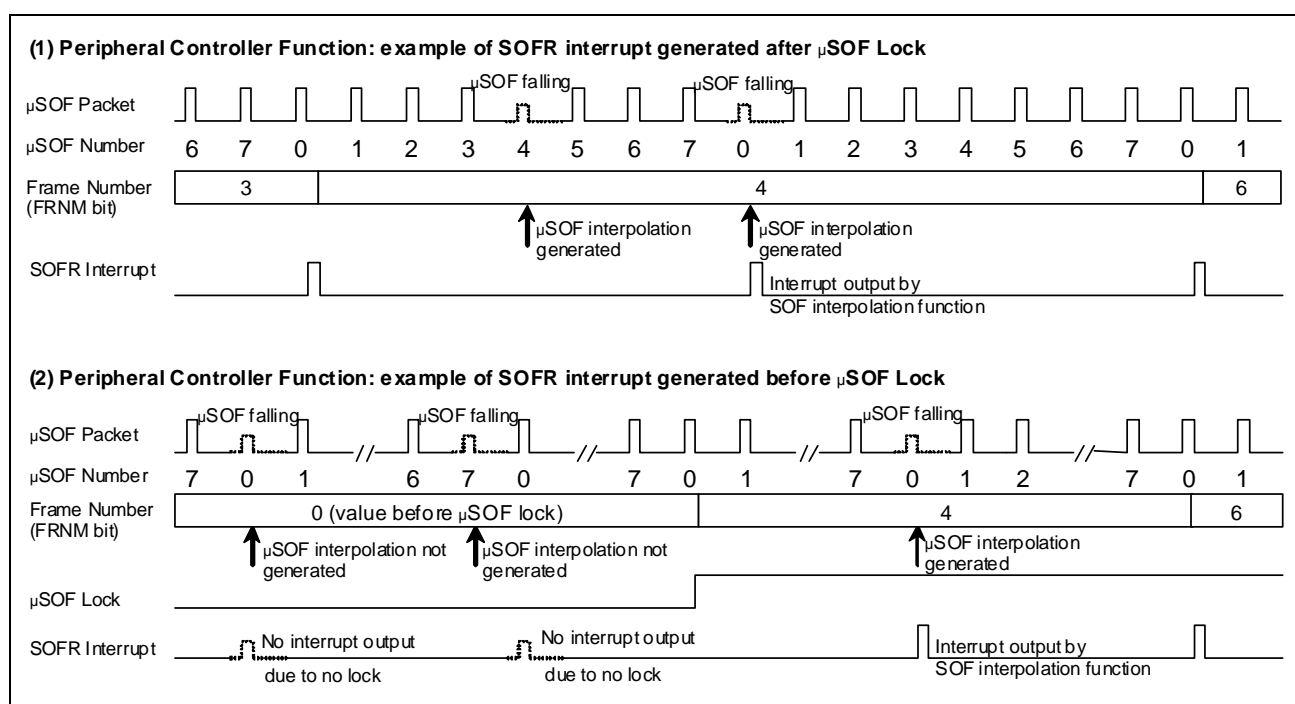 (1) Peripheral Controller Function: example of SOFR interrupt generated after µSOF Lock
µSOF falling µSOF falling
µSOF Packet
µSOF Number 6 7 0 1 2 3 4 5 6 7 0 1 2 3 4 5 6 7 0 1
Frame Number 3 4 6
(FRNM bit)
µSOF interpolation µSOF interpolation
generated generated
SOFR Interrupt
Interrupt output by
SOF interpolation function
(2) Peripheral Controller Function: example of SOFR interrupt generated before µSOF Lock
µSOF falling µSOF falling µSOF falling
µSOF Packet // // // //
µSOF Number 7 0 1 6 7 0 7 0 1 7 0 1 2 7 0 1
Frame Number 0 (value before µSOF lock) 4 6
(FRNM bit)
µSOF interpolation not µSOF interpolation not µSOF interpolation
generated generated generated
µSOF Lock
SOFR Interrupt No interrupt output No interrupt output Interrupt output by
due to no lock due to no lock SOF interpolation function